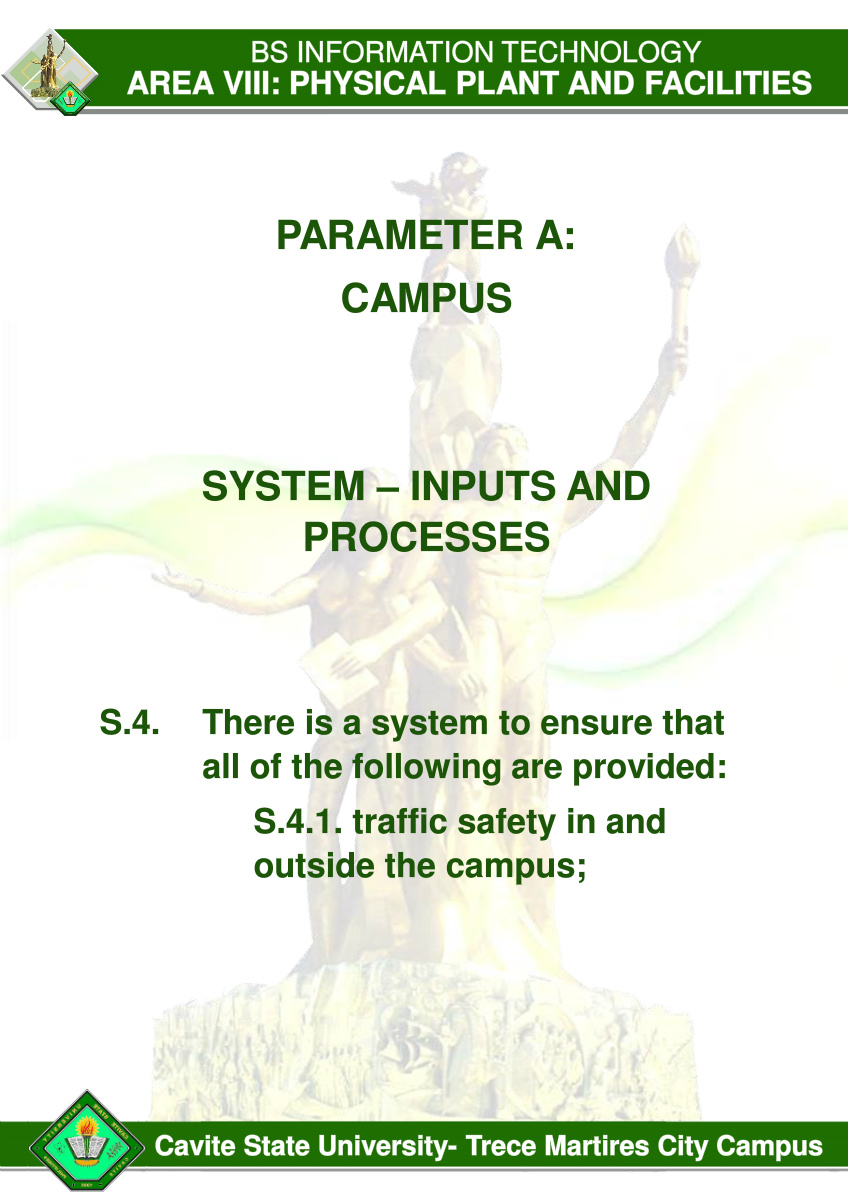 BS INFORMATION TECHNOLOGY
AREA VIII: PHYSICAL PLANT AND FACILITIES
PARAMETER A:
CAMPUS
SYSTEM – INPUTS AND
PROCESSES
S.4. There is a system to ensure that
all of the following are provided:
S.4.1. traffic safety in and
outside the campus;
Cavite State University- Trece Martires City Campus